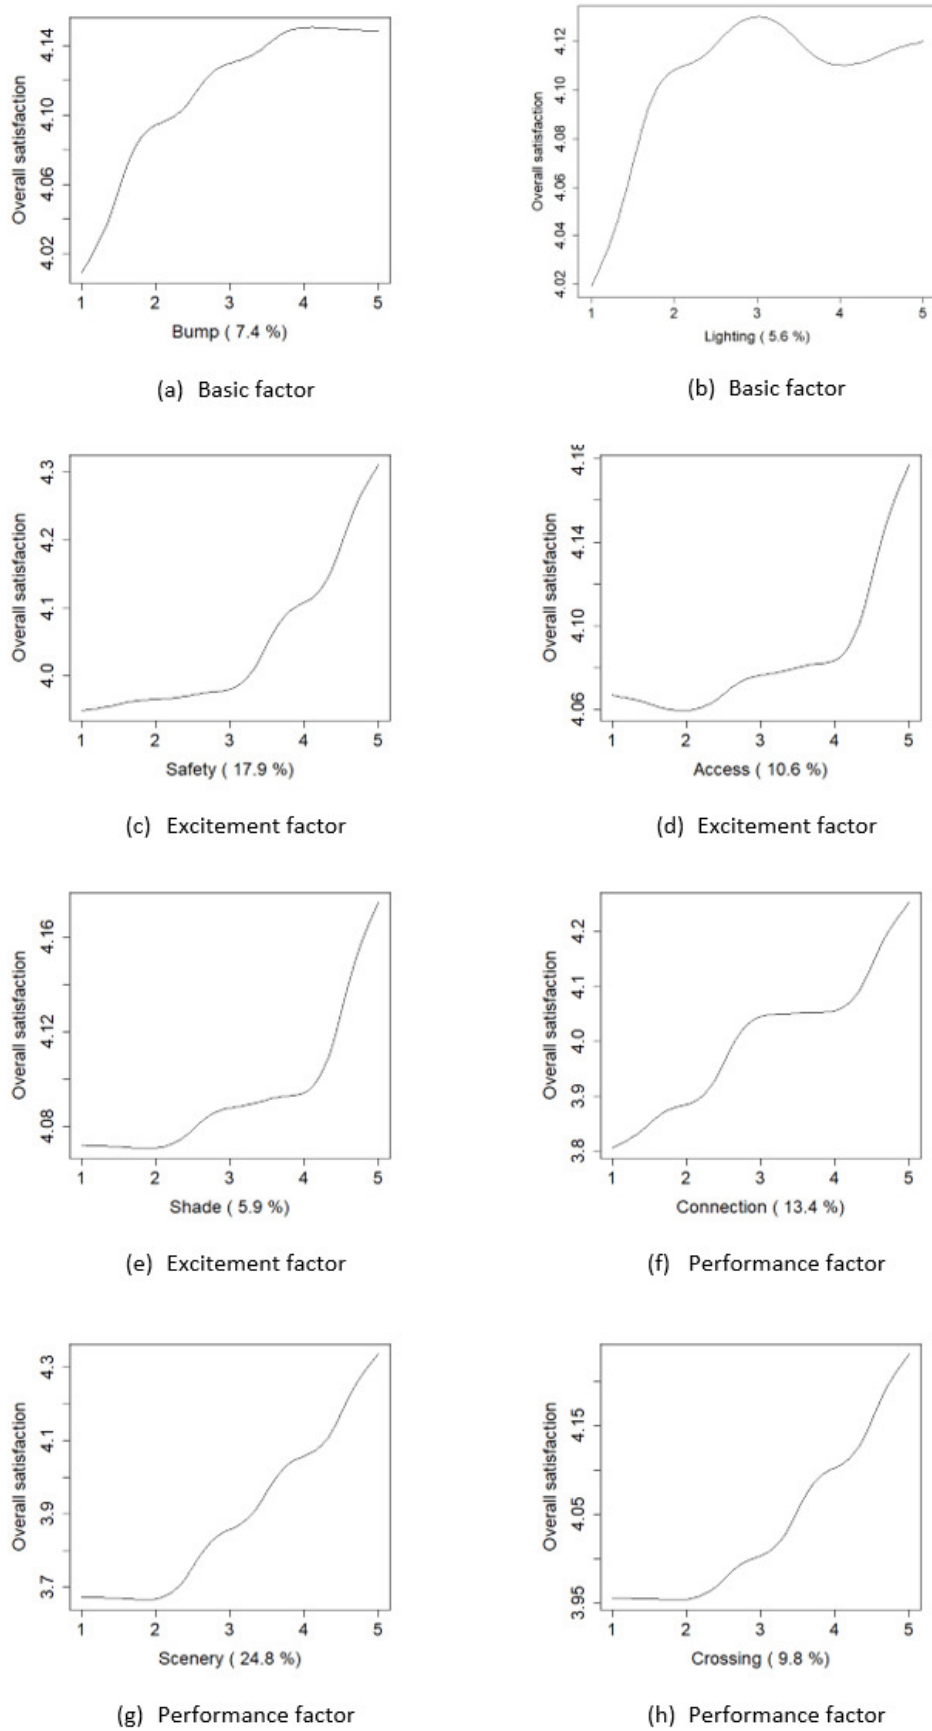 Overall satisfaction
4.14
4.10
4.06
4.02
1 2 3 4 5
Bump ( 7.4 %)
(a) Basic factor
Overall satisfaction
4.12
4.10
4.08
4.06
4.04
4.02
1 2 3 4 5
Lighting ( 5.6 %)
(b) Basic factor
Overall satisfaction
4.3
4.2
4.1
4.0
1 2 3 4 5
Safety ( 17.9 %)
(c) Excitement factor
Overall satisfaction
4.18
4.14
4.10
4.06
1 2 3 4 5
Access ( 10.6 %)
(d) Excitement factor
Overall satisfaction
4.16
4.12
4.08
1 2 3 4 5
Shade ( 5.9 %)
(e) Excitement factor
Overall satisfaction
4.2
4.1
4.0
3.9
3.8
1 2 3 4 5
Connection ( 13.4 %)
(f) Performance factor
Overall satisfaction
4.3
4.1
3.9
3.7
1 2 3 4 5
Scenery ( 24.8 %)
(g) Performance factor
Overall satisfaction
4.15
4.05
3.95
1 2 3 4 5
Crossing ( 9.8 %)
(h) Performance factor